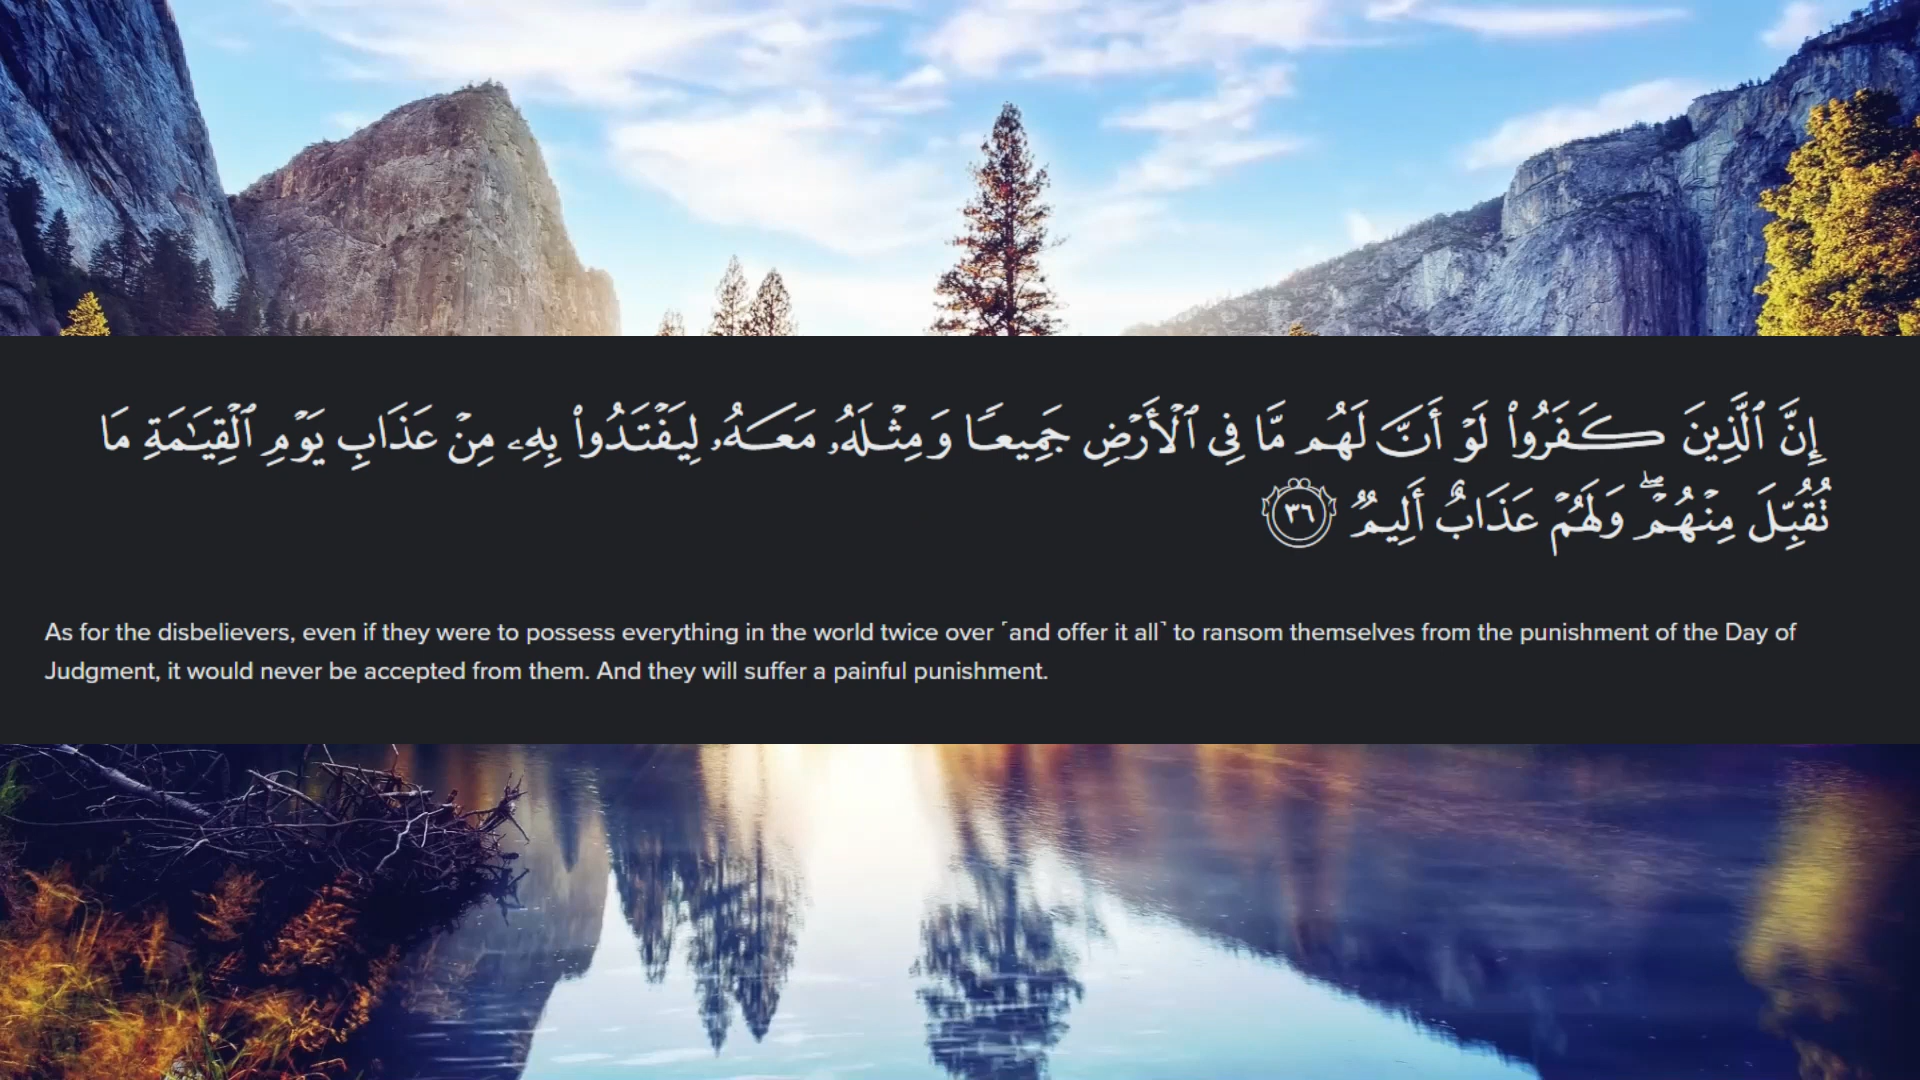 إِنَّ ٱلَّذِينَ كَفَرُوا۟ لَوْ أَنَّ لَهُم مَّا فِى ٱلْأَرْضِ جَمِيعًا وَمِثْلَهُۥ مَعَهُۥ لِيَفْتَدُوا۟ بِهِۦ مِنْ عَذَابِ يَوْمِ ٱلْقِيَـٰمَةِ مَا
تُقُبِّلَ مِنْهُمْ ۖ وَلَهُمْ عَذَابٌ أَلِيمٌ ٣٦
As for the disbelievers, even if they were to possess everything in the world twice over ˹and offer it all˺ to ransom themselves from the punishment of the Day of
Judgment, it would never be accepted from them. And they will suffer a painful punishment.